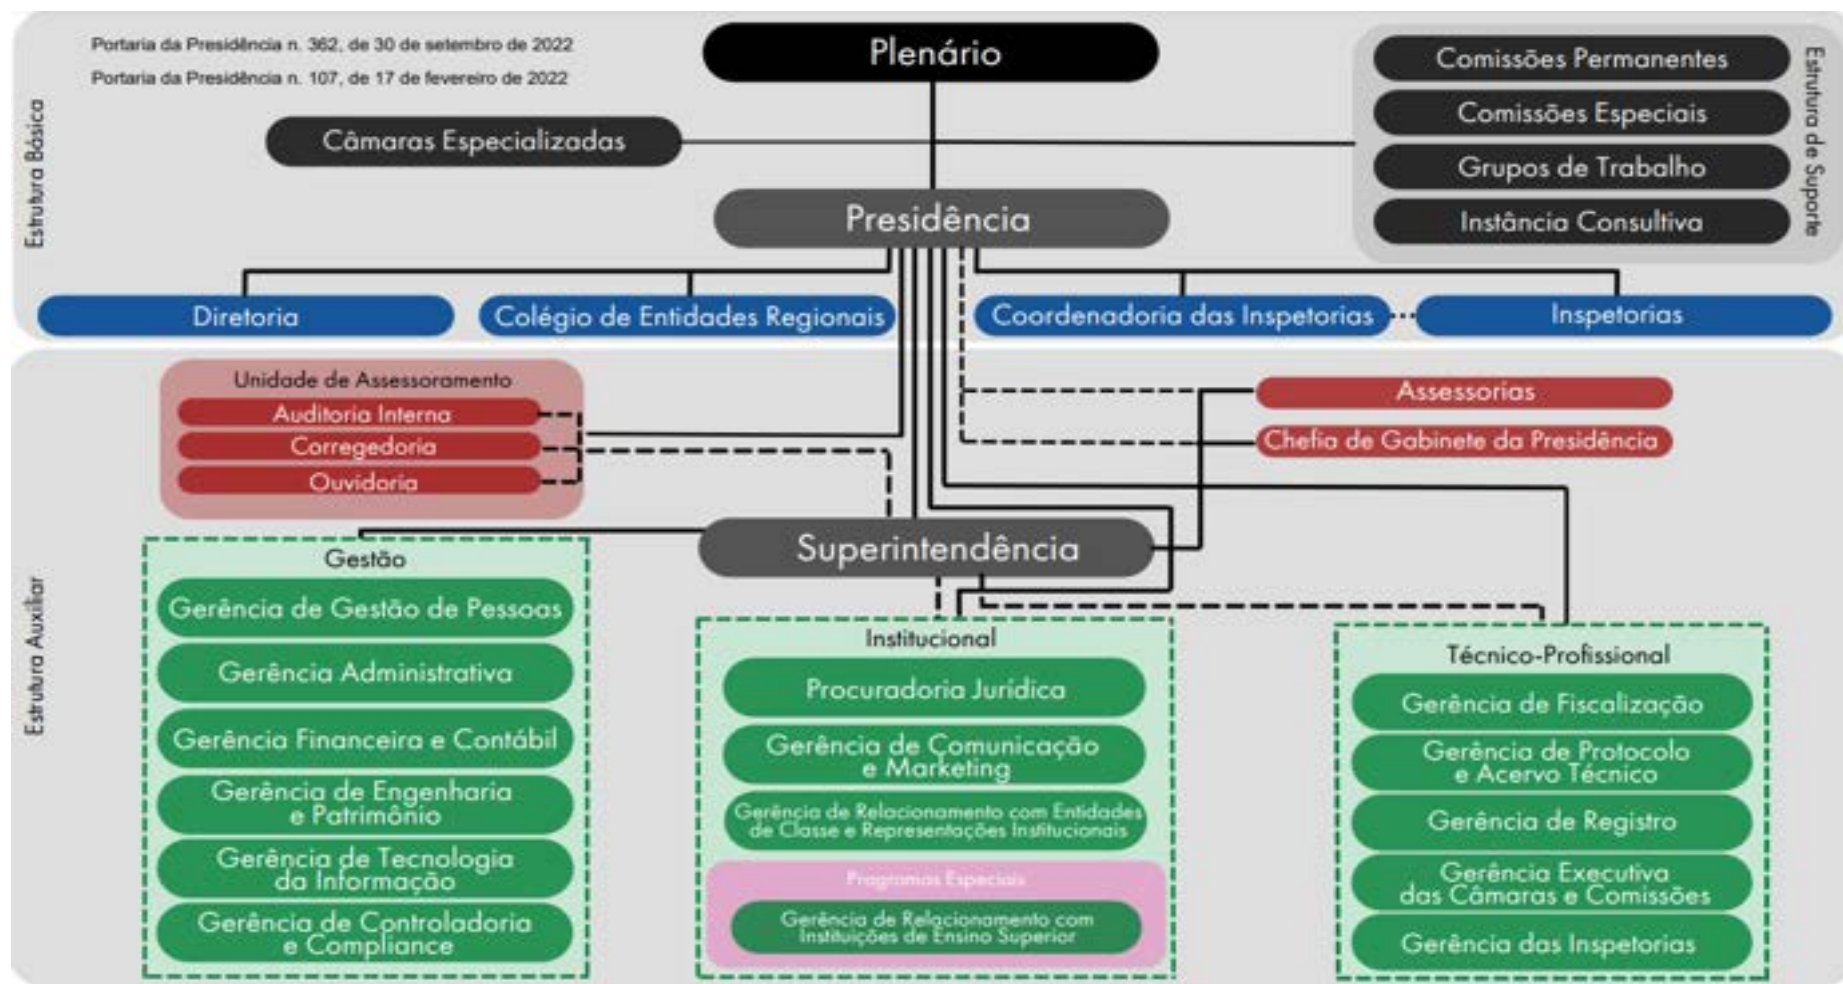 Portaria da Presidência n. 362, de 30 de setembro de 2022
Portaria da Presidência n. 107, de 17 de fevereiro de 2022
Estrutura Básica
Plenário
Câmaras Especializadas
Comissões Permanentes
Comissões Especiais
Grupos de Trabalho
Instância Consultiva
Estrutura de Suporte
Presidência
Diretoria
Colégio de Entidades Regionais
Coordenadoria das Inspetorias
Inspetorias
Estrutura Auxiliar
Unidade de Assessoramento
Auditoria Interna
Corregedoria
Ouvidoria
Assessorias
Chefia de Gabinete da Presidência
Superintendência
Gestão
Gerência de Gestão de Pessoas
Gerência Administrativa
Gerência Financeira e Contábil
Gerência de Engenharia
e Patrimônio
Gerência de Tecnologia
da Informação
Gerência de Controladoria
e Compliance
Institucional
Procuradoria Jurídica
Gerência de Comunicação
e Marketing
Gerência de Relacionamento com Entidades
de Classe e Representações Institucionais
Programas Especiais
Gerência de Relacionamento com
Instituições de Ensino Superior
Técnico-Profissional
Gerência de Fiscalização
Gerência de Protocolo
e Acervo Técnico
Gerência de Registro
Gerência Executiva
das Câmaras e Comissões
Gerência das Inspetorias